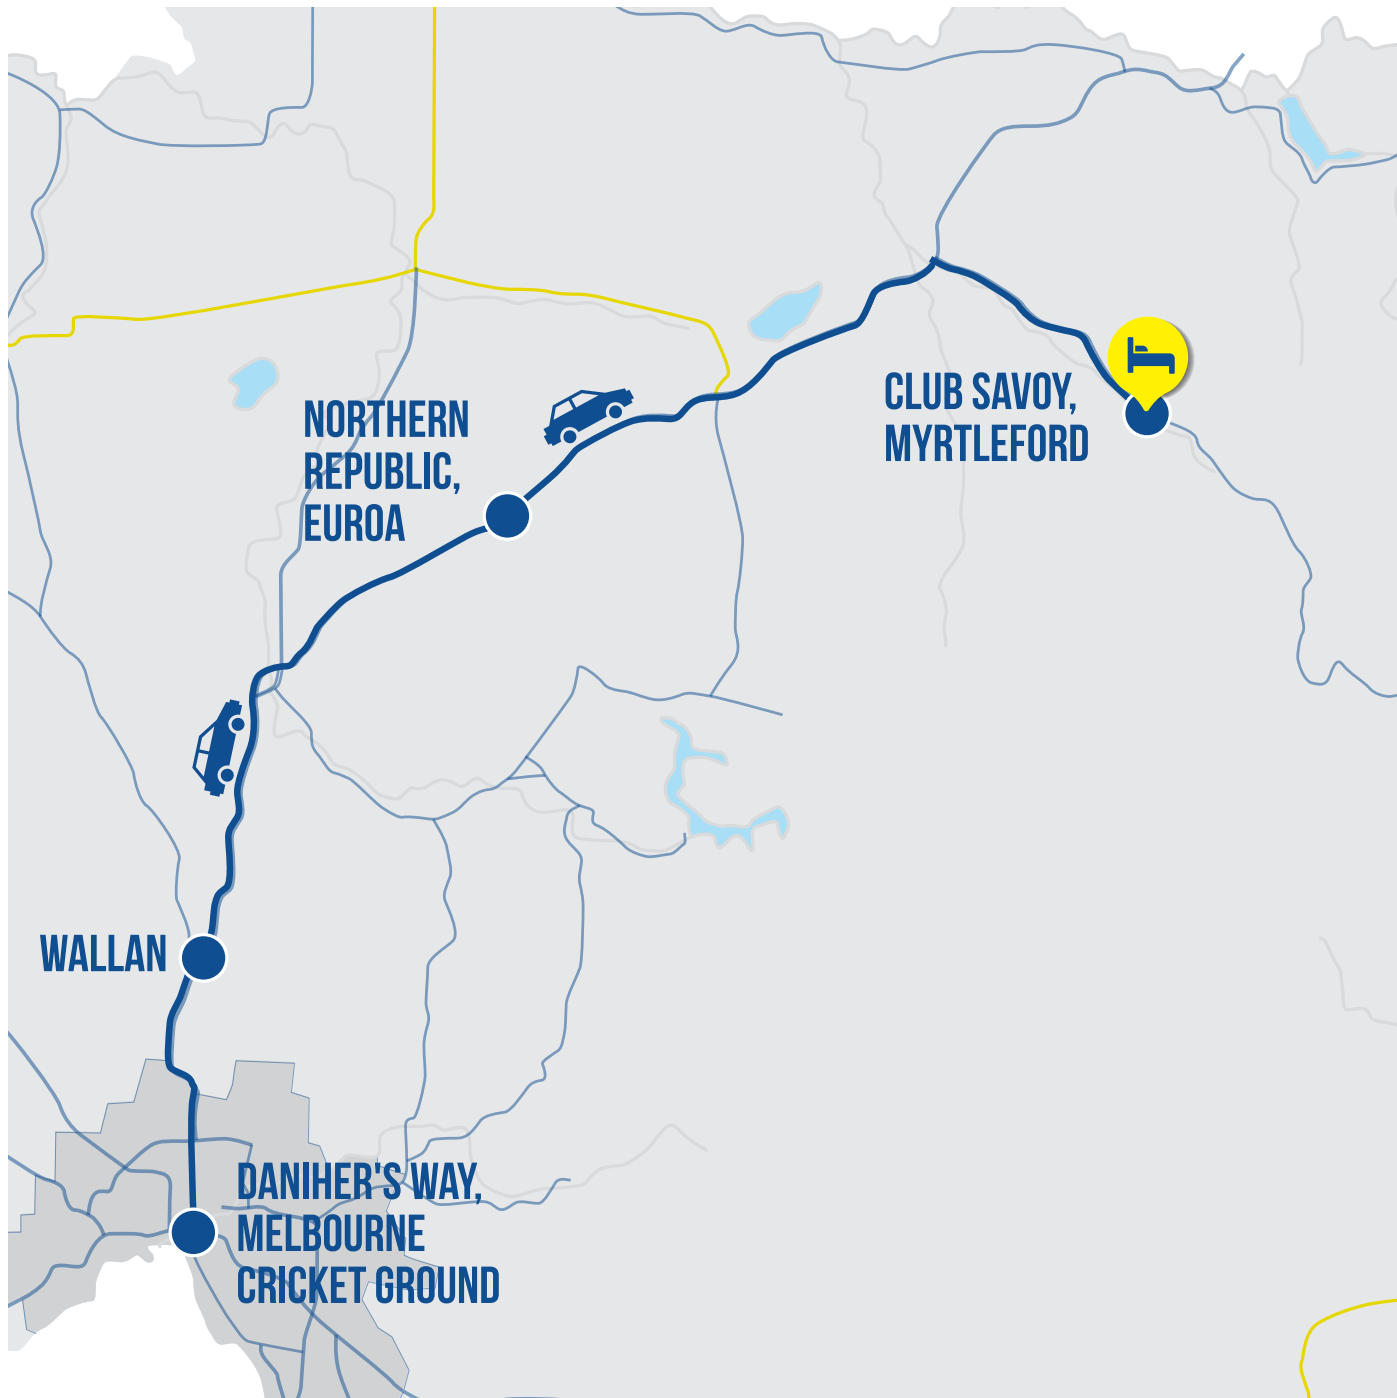 NORTHERN
REPUBLIC,
EUROA
CLUB SAVOY,
MYRTLEFORD
WALLAN
DANIHER'S WAY,
MELBOURNE
CRICKET GROUND